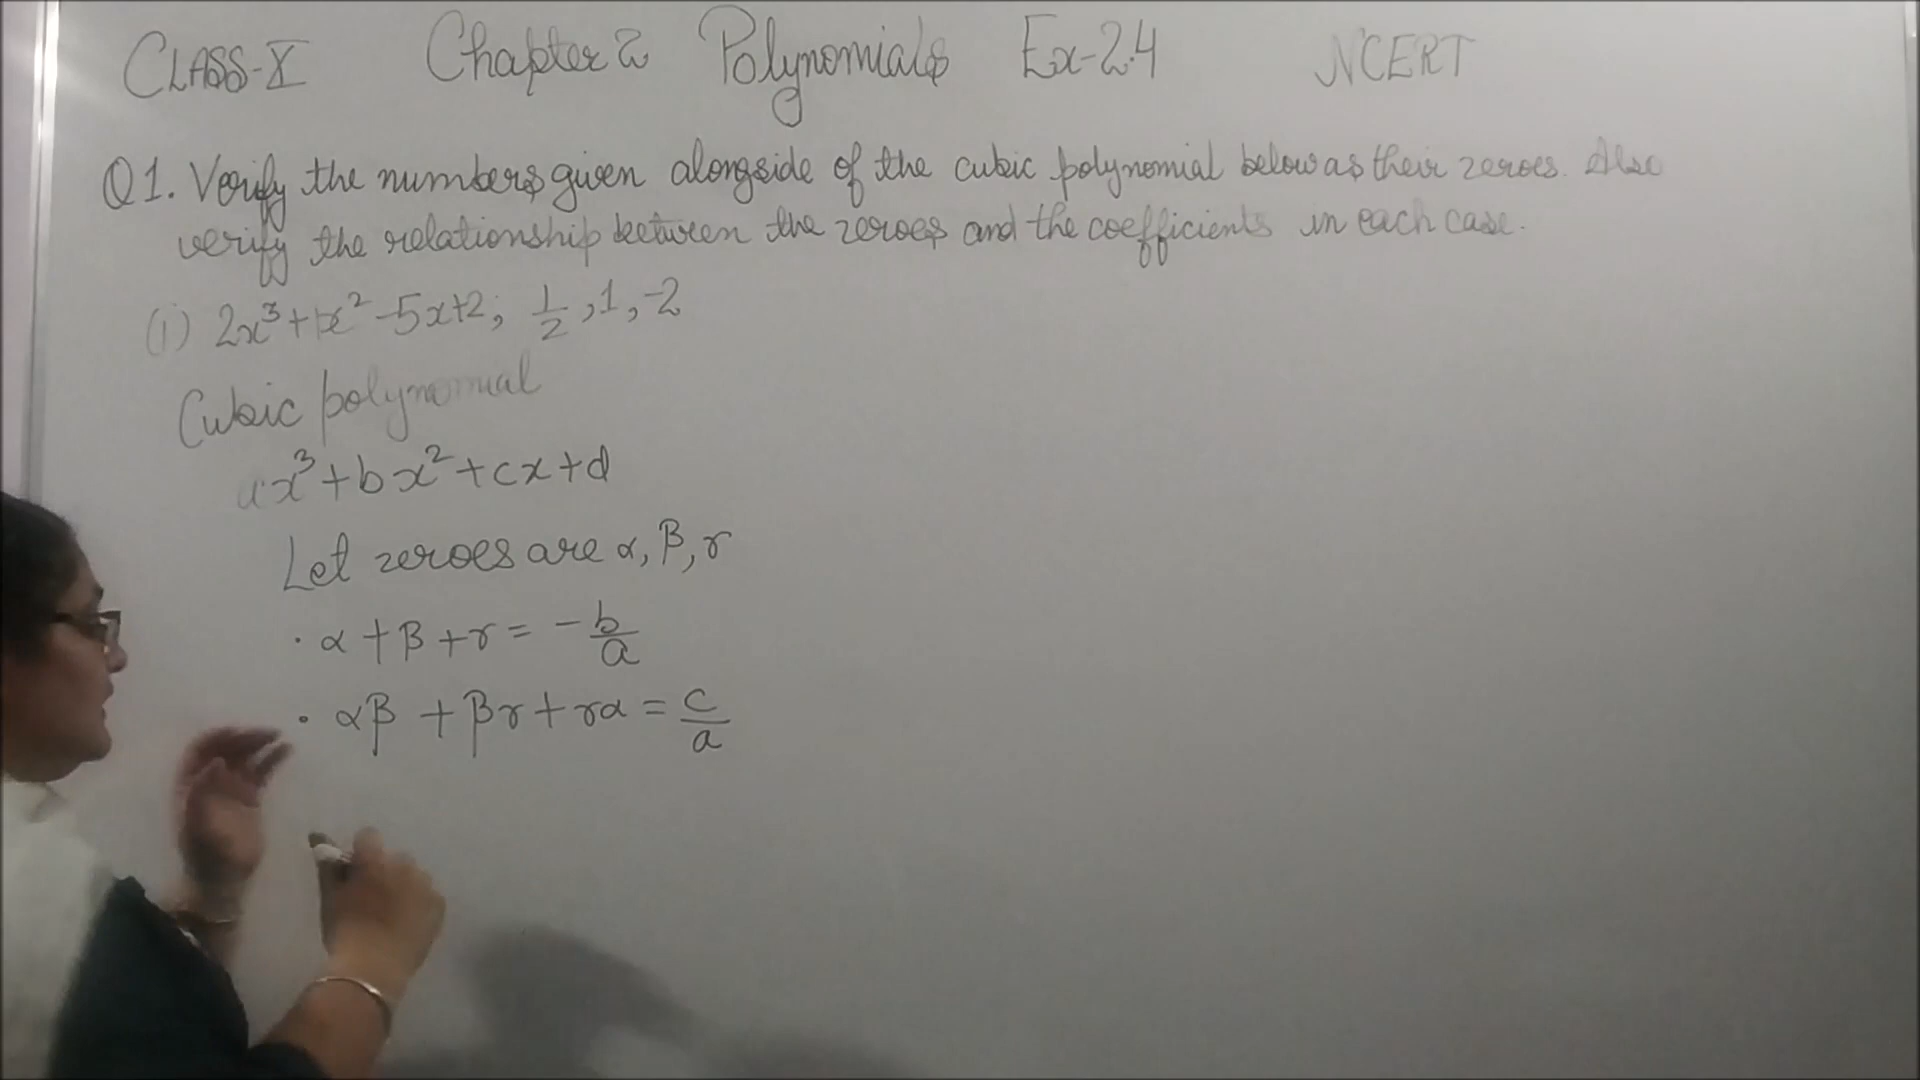 CLASS-X Chapter 2 Polynomials Ex-2.4 NCERT
Q1. Verify the numbers given alongside of the cubic polynomial below as their zeroes. Also
verify the relationship between the zeroes and the coefficients in each case.
(i) 2x³+x²-5x+2; 1/2, 1, -2
Cubic polynomial
ax³+bx²+cx+d
Let zeroes are α, β, γ
· α+β+γ = -b/a
· αβ+βγ+γα = c/a